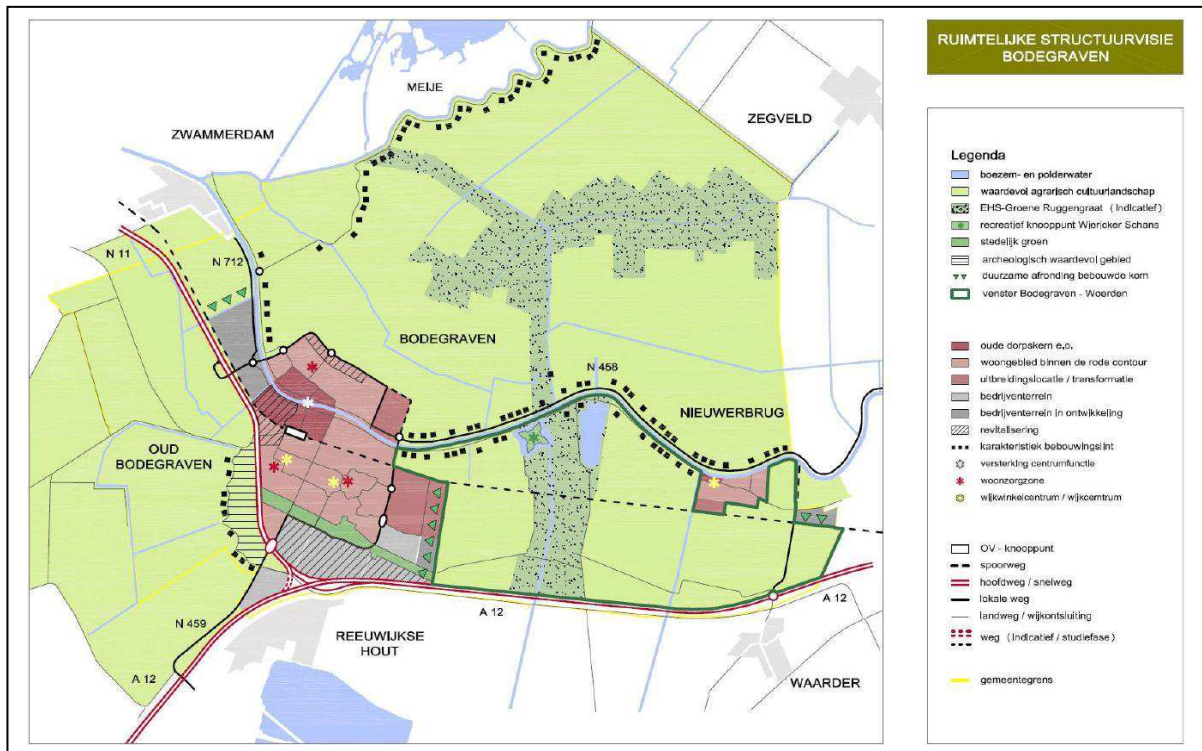 RUIMTELIJKE STRUCTUURVISIE
BODEGRAVEN
MEIJE
ZEGVELD
ZWAMMERDAM
N 11
N 712
BODEGRAVEN
N 458
NIEUWERBRUG
OUD
BODEGRAVEN
A 12
A 12
N 459
REEUWIJKSE
HOUT
A 12
WAARDER
Legenda
boezem- en polderwater
waardevol agrarisch cultuurlandschap
EHS-Groene Ruggengraat ( Indicatief )
recreatief knooppunt Wiericker Schans
stedelijk groen
archeologisch waardevol gebied
duurzame afronding bebouwde kom
venster Bodegraven - Woerden
oude dorpskern e.o.
woongebied binnen de rode contour
uitbreidingslocatie / transformatie
bedrijventerrein
bedrijventerrein in ontwikkeling
revitalisering
karakteristiek bebouwingslint
versterking centrumfunctie
woonzorgzone
wijkwinkelcentrum / wijkcentrum
OV - knooppunt
spoorweg
hoofdweg / snelweg
lokale weg
landweg / wijkontsluiting
weg ( Indicatief / studiefase )
gemeentegrens